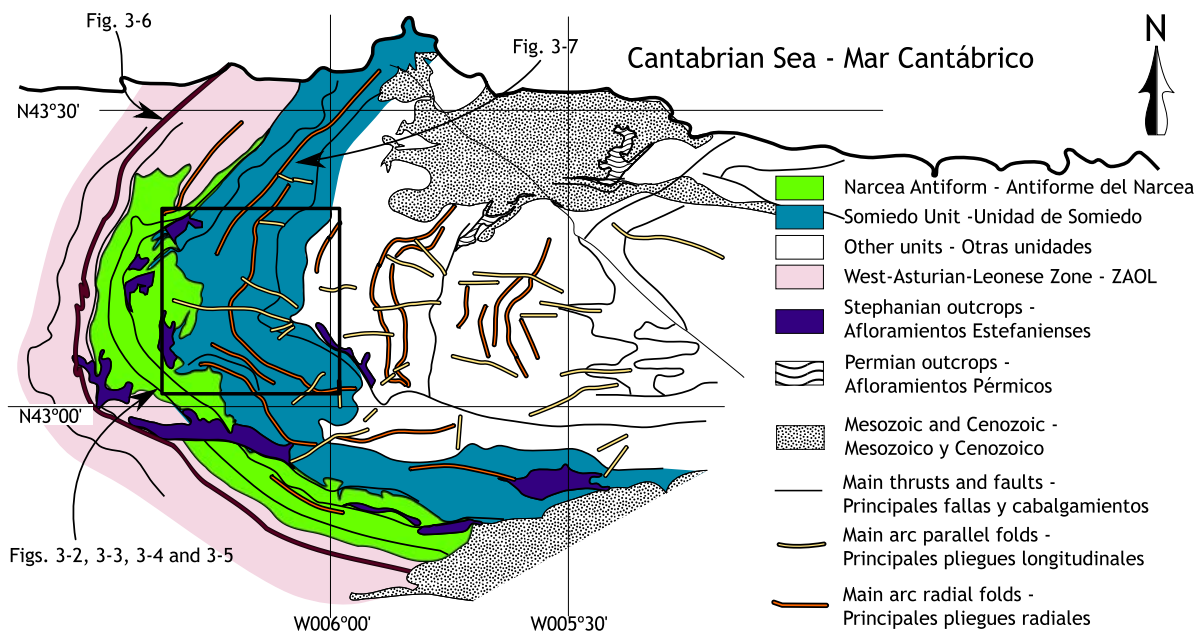 Fig. 3-6
Fig. 3-7
Cantabrian Sea - Mar Cantábrico
N
N43°30'
Narcea Antiform - Antiforme del Narcea
Somiedo Unit -Unidad de Somiedo
Other units - Otras unidades
West-Asturian-Leonese Zone - ZAOL
Stephanian outcrops -
Afloramientos Estefanienses
Permian outcrops -
Afloramientos Pérmicos
N43°00'
Mesozoic and Cenozoic -
Mesozoico y Cenozoico
Main thrusts and faults -
Principales fallas y cabalgamientos
Main arc parallel folds -
Principales pliegues longitudinales
Figs. 3-2, 3-3, 3-4 and 3-5
Main arc radial folds -
Principales pliegues radiales
W006°00'
W005°30'